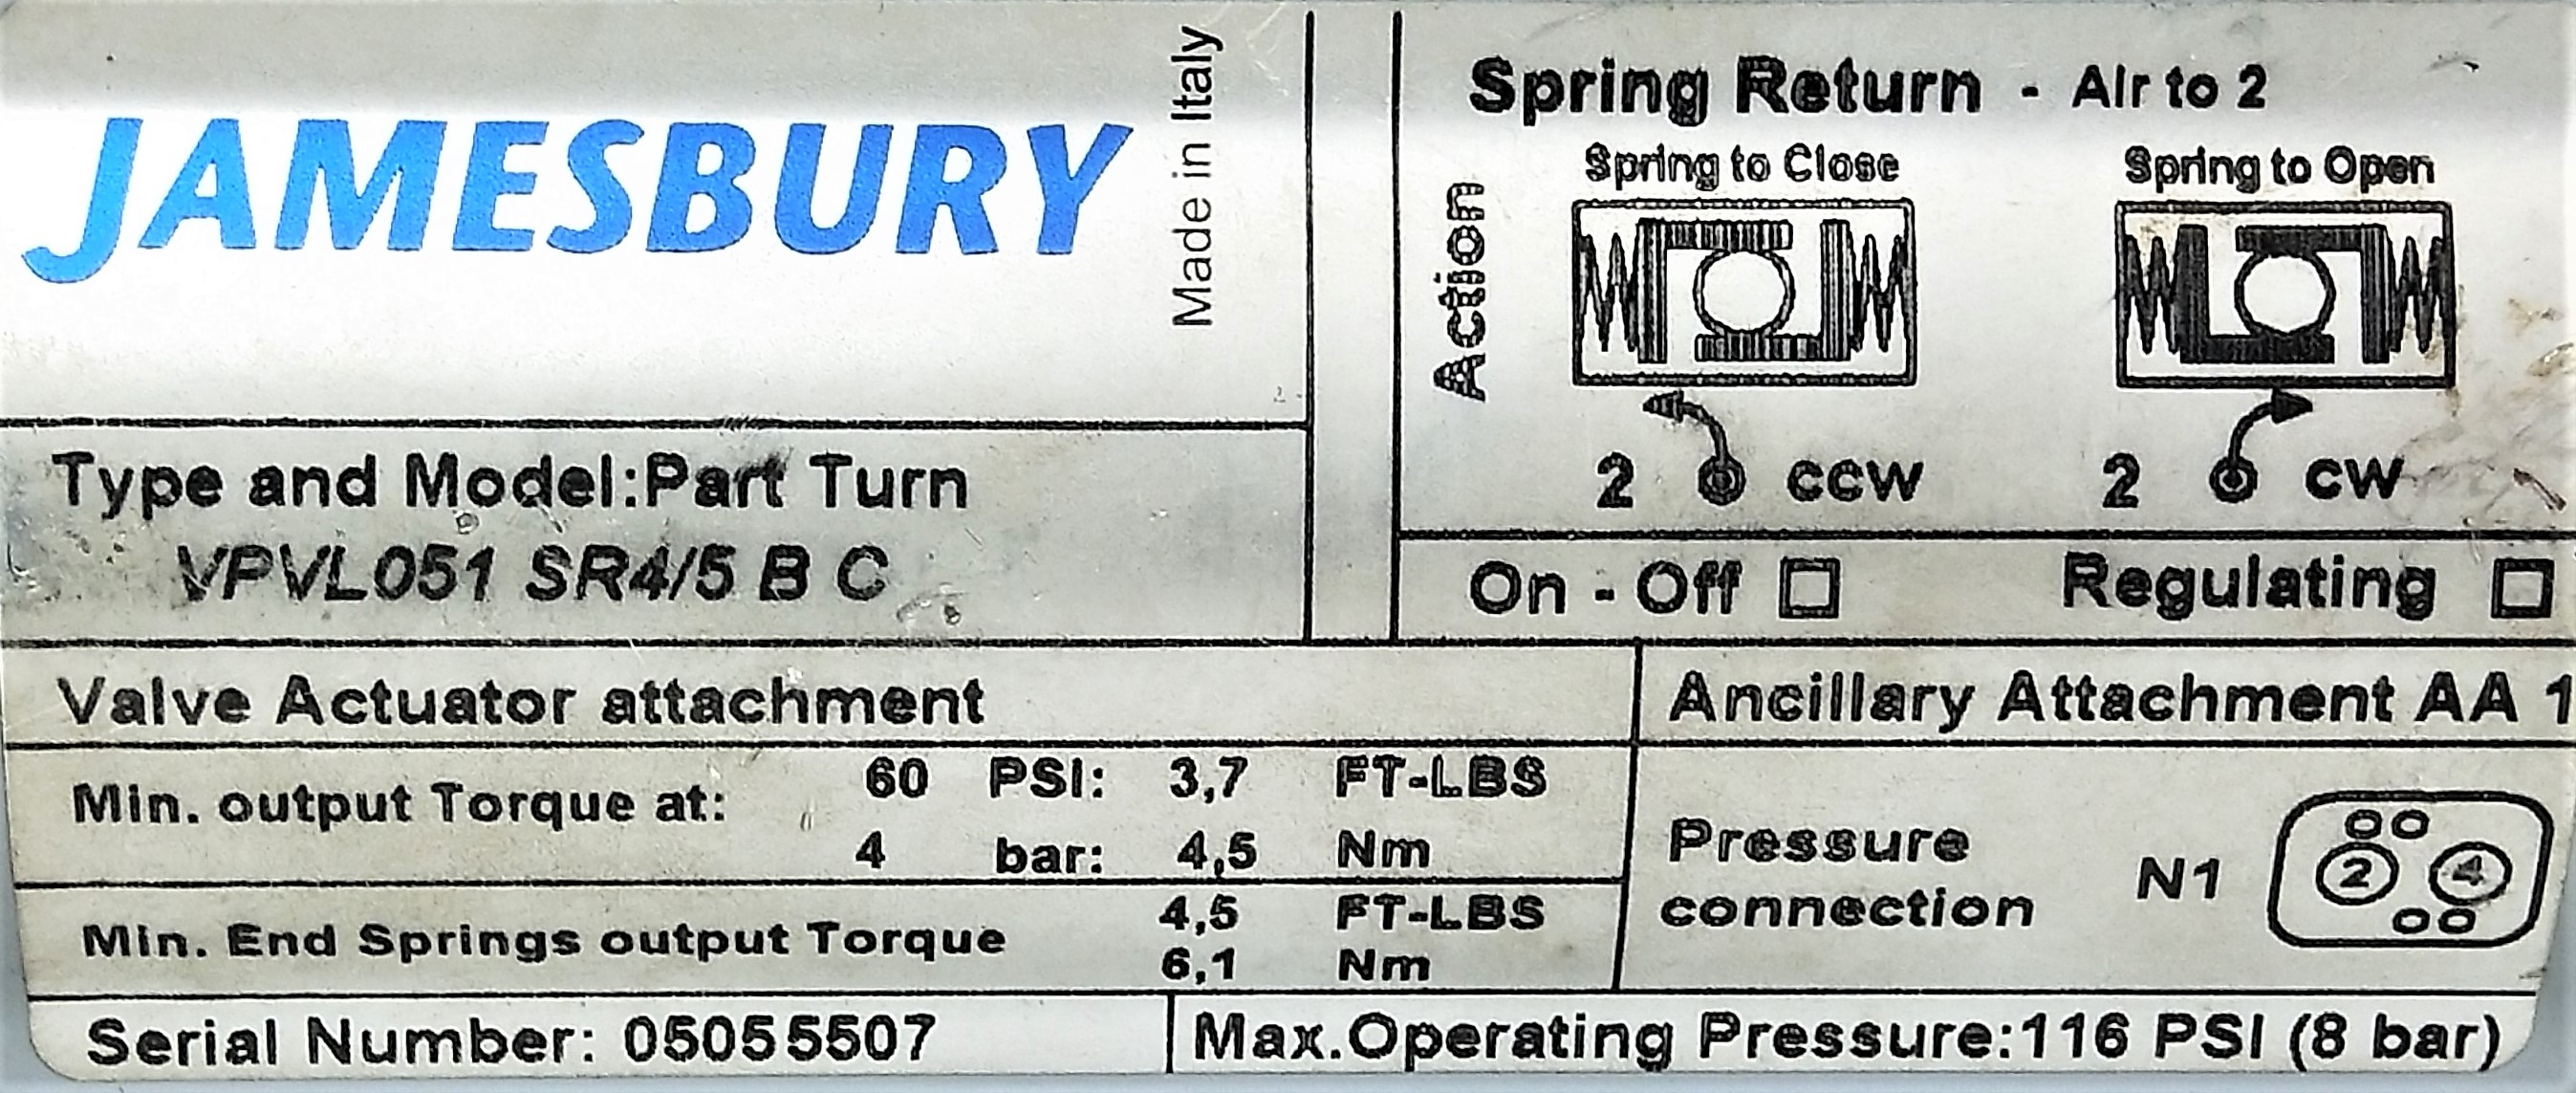 JAMESBURY
Made in Italy
Type and Model:Part Turn
VPVL051 SR4/5 B C
Spring Return - Air to 2
Action
Spring to Close
Spring to Open
2 CCW
2 CW
On - Off
Regulating
Valve Actuator attachment
Ancillary Attachment AA 1
Min. output Torque at:
60 PSI: 3,7 FT-LBS
4 bar: 4,5 Nm
Min. End Springs output Torque
4,5 FT-LBS
6,1 Nm
Pressure
connection
N1
2 4
Serial Number: 05055507
Max.Operating Pressure:116 PSI (8 bar)